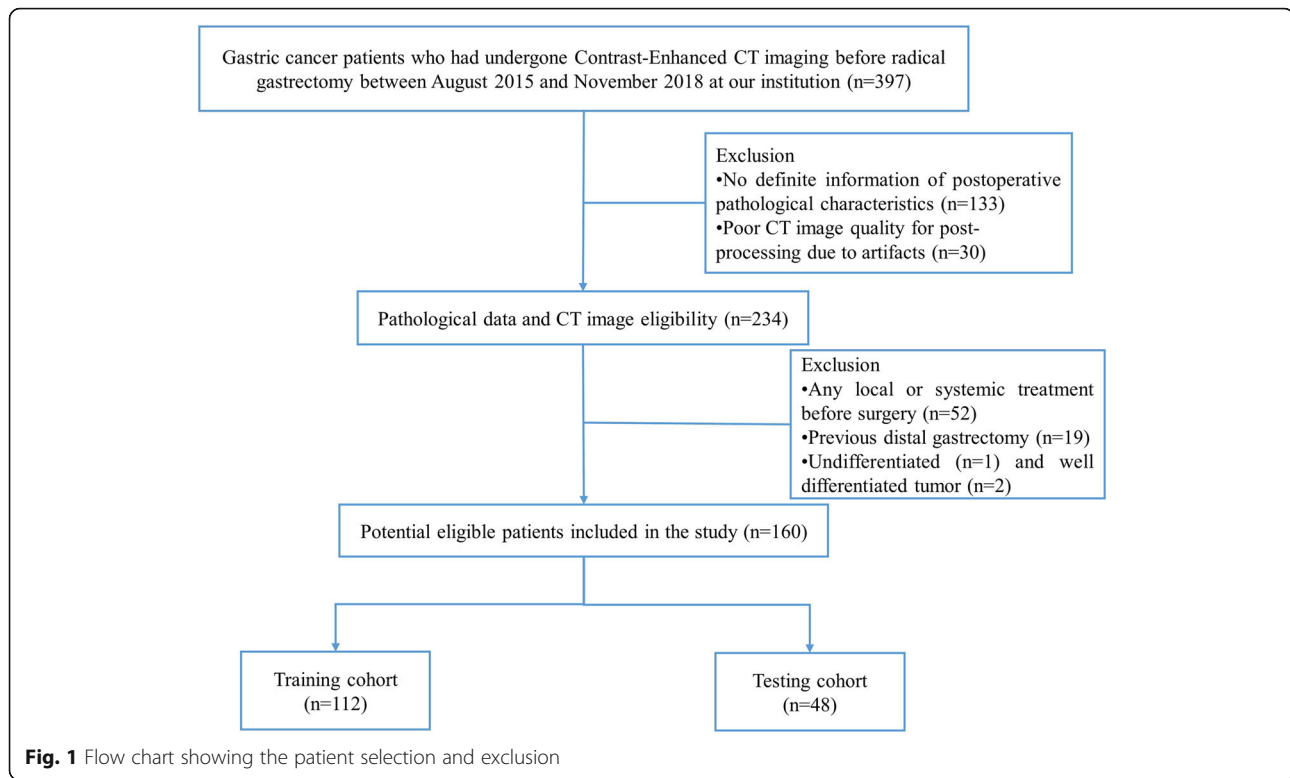 Gastric cancer patients who had undergone Contrast-Enhanced CT imaging before radical
gastrectomy between August 2015 and November 2018 at our institution (n=397)
Exclusion
•No definite information of postoperative
pathological characteristics (n=133)
•Poor CT image quality for post-
processing due to artifacts (n=30)
Pathological data and CT image eligibility (n=234)
Exclusion
•Any local or systemic treatment
before surgery (n=52)
•Previous distal gastrectomy (n=19)
•Undifferentiated (n=1) and well
differentiated tumor (n=2)
Potential eligible patients included in the study (n=160)
Training cohort
(n=112)
Testing cohort
(n=48)
Fig. 1 Flow chart showing the patient selection and exclusion